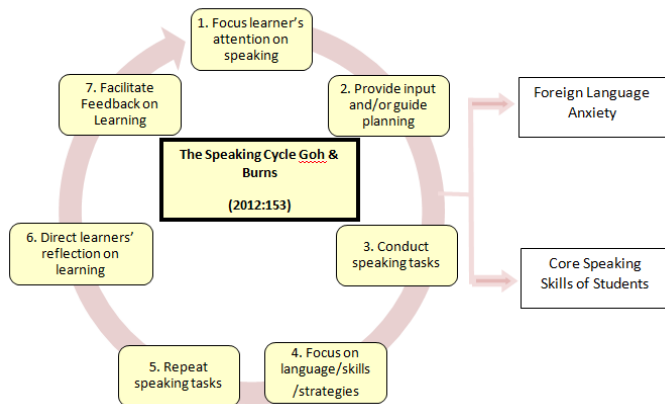 1. Focus learner's
attention on
speaking
2. Provide input
and/or guide
planning
3. Conduct
speaking tasks
4. Focus on
language/skills
/strategies
5. Repeat
speaking tasks
6. Direct learners'
reflection on
learning
7. Facilitate
Feedback on
Learning
The Speaking Cycle Goh &
Burns
(2012:153)
Foreign Language
Anxiety
Core Speaking
Skills of Students